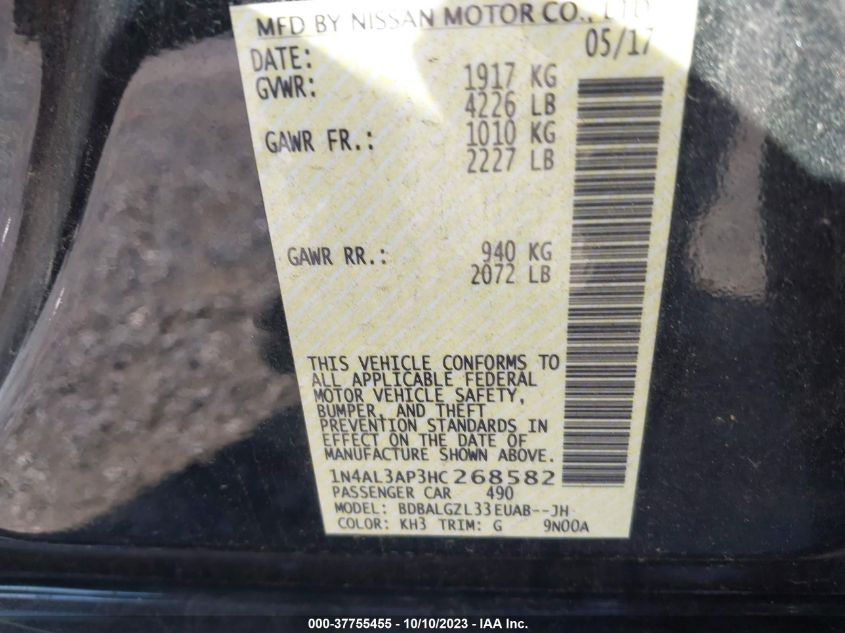 MFD BY NISSAN MOTOR CO., LTD
DATE: 05/17
GVWR: 1917 KG
4226 LB
GAWR FR.: 1010 KG
2227 LB
GAWR RR.: 940 KG
2072 LB
THIS VEHICLE CONFORMS TO
ALL APPLICABLE FEDERAL
MOTOR VEHICLE SAFETY,
BUMPER, AND THEFT
PREVENTION STANDARDS IN
EFFECT ON THE DATE OF
MANUFACTURE SHOWN ABOVE.
1N4AL3AP3HC268582
PASSENGER CAR 490
MODEL: BDBALGZL33EUAB--JH
COLOR: KH3 TRIM: G 9N00A
000-37755455 - 10/10/2023 - IAA Inc.